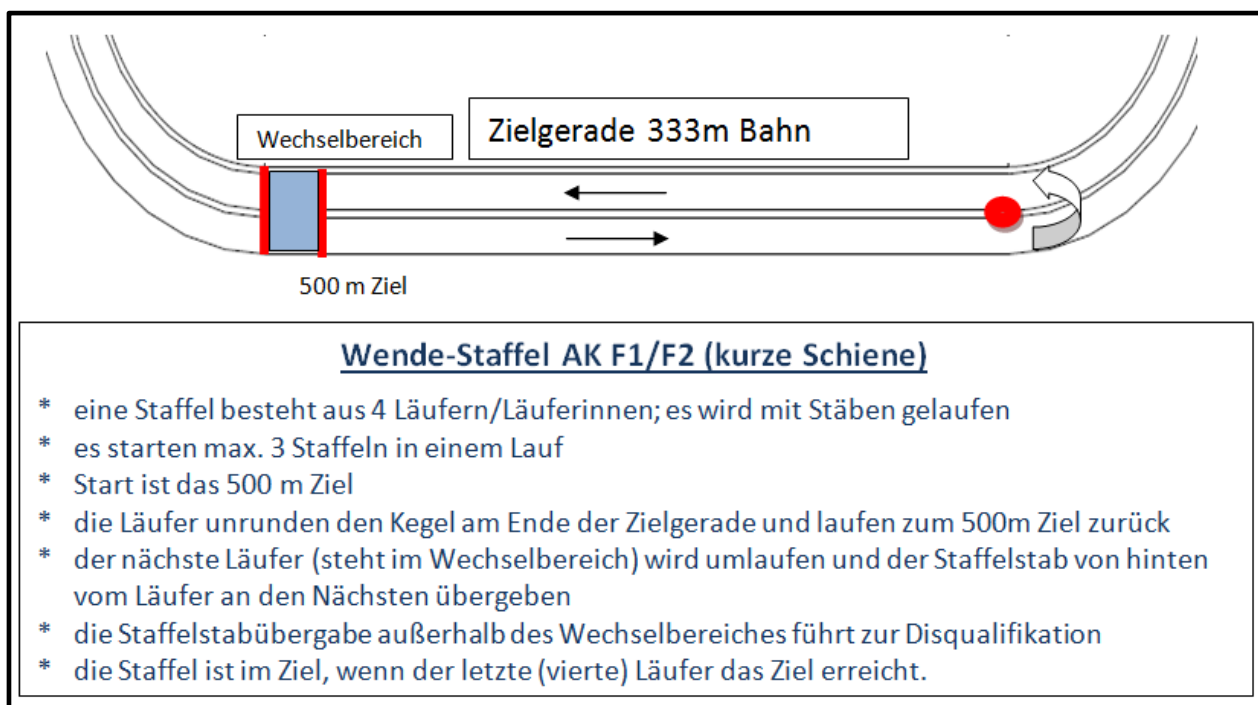 Wechselbereich
Zielgerade 333m Bahn
500 m Ziel
Wende-Staffel AK F1/F2 (kurze Schiene)
* eine Staffel besteht aus 4 Läufern/Läuferinnen; es wird mit Stäben gelaufen
* es starten max. 3 Staffeln in einem Lauf
* Start ist das 500 m Ziel
* die Läufer unrunden den Kegel am Ende der Zielgerade und laufen zum 500m Ziel zurück
* der nächste Läufer (steht im Wechselbereich) wird umlaufen und der Staffelstab von hinten
vom Läufer an den Nächsten übergeben
* die Staffelstabübergabe außerhalb des Wechselbereiches führt zur Disqualifikation
* die Staffel ist im Ziel, wenn der letzte (vierte) Läufer das Ziel erreicht.